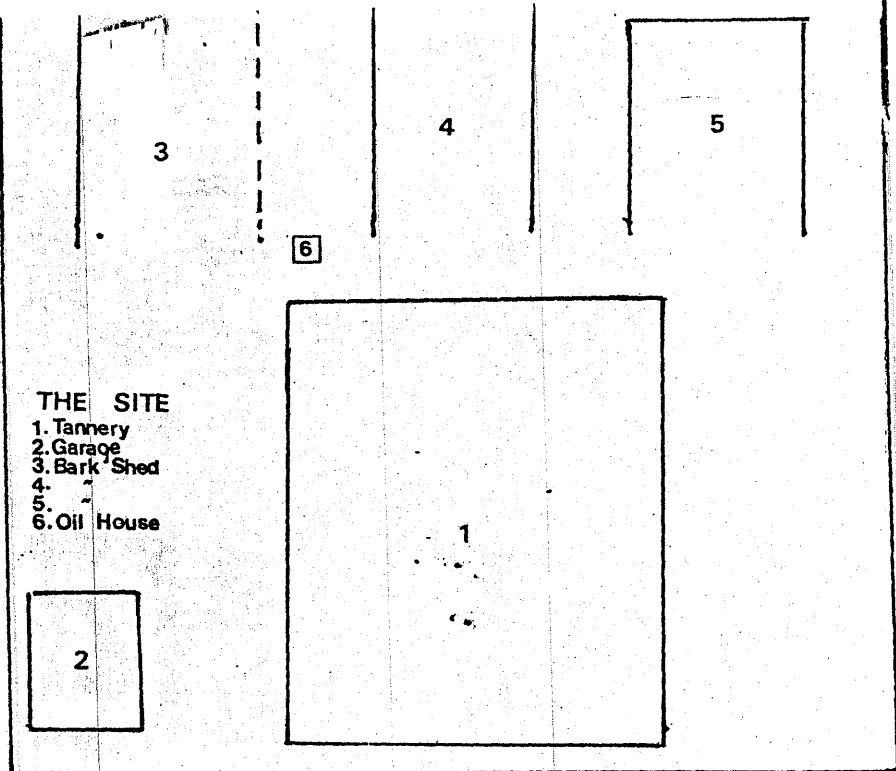 3
4
5
6
THE SITE
1. Tannery
2. Garage
3. Bark Shed
4. "
5. "
6. Oil House
1
2